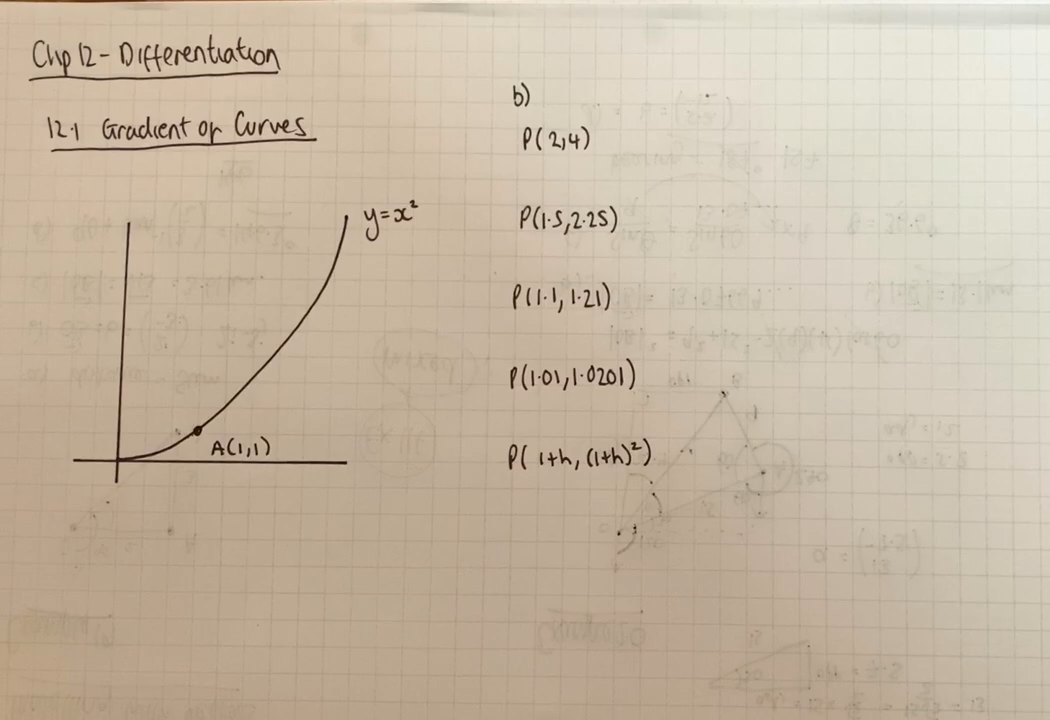 Chp 12 - Differentiation
12.1 Gradient of Curves
y=x²
A(1,1)
b)
P(2,4)
P(1.5,2.25)
P(1.1, 1.21)
P(1.01,1.0201)
P( 1+h, (1+h)²)